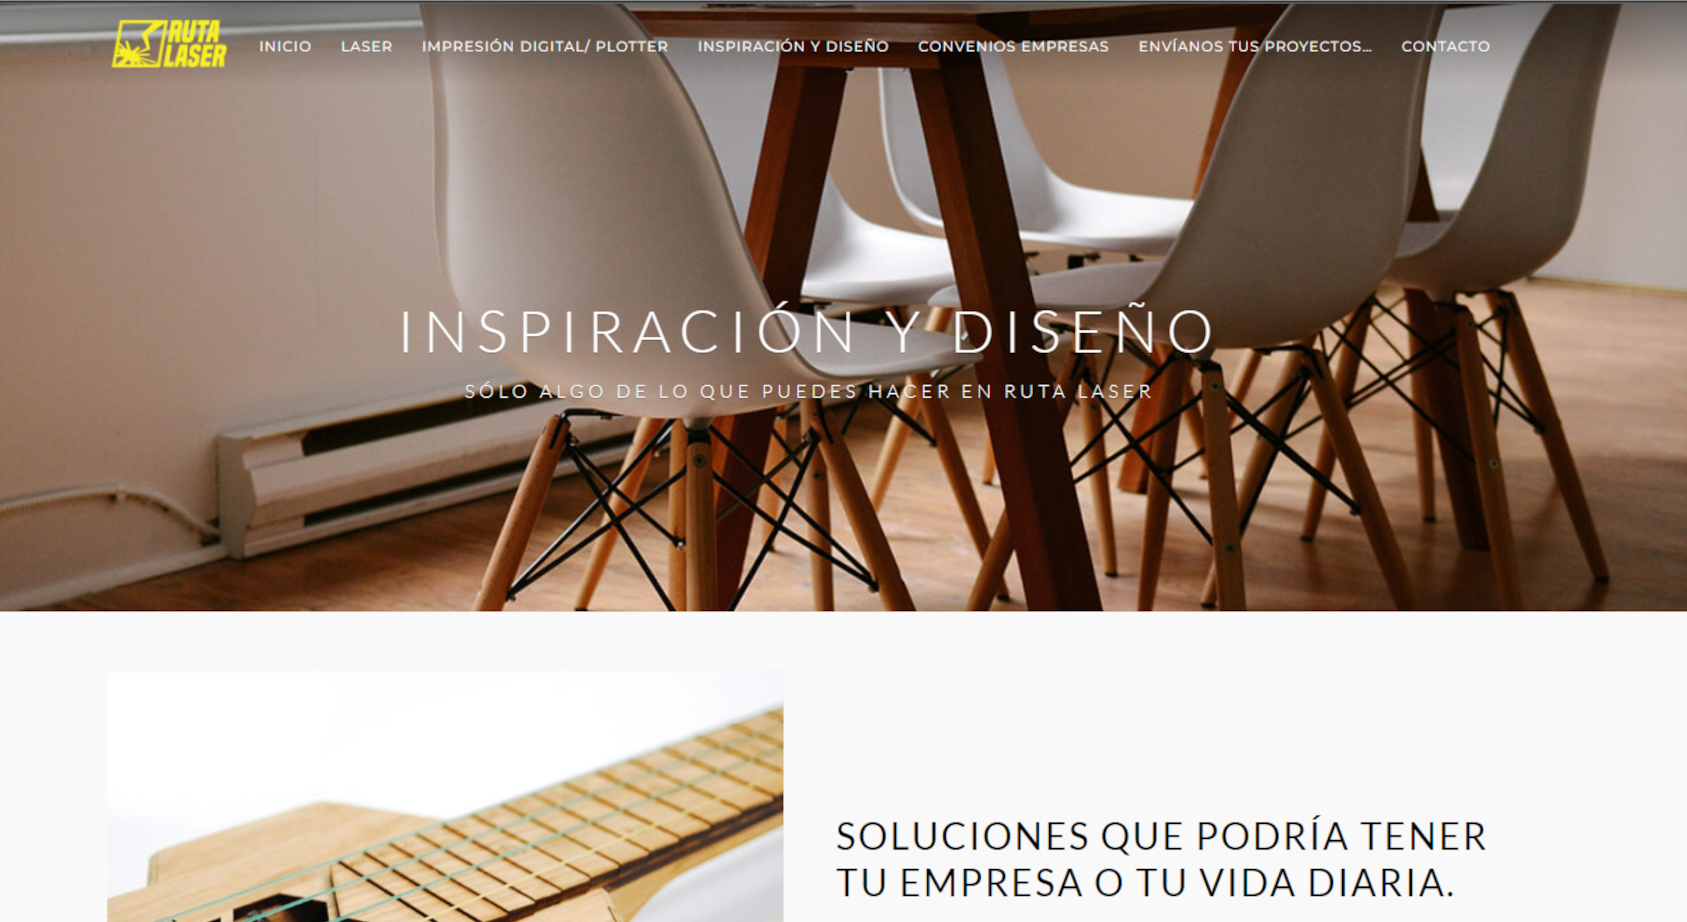 RUTA
LASER
INICIO LASER IMPRESIÓN DIGITAL/ PLOTTER INSPIRACIÓN Y DISEÑO CONVENIOS EMPRESAS ENVÍANOS TUS PROYECTOS... CONTACTO
INSPIRACIÓN Y DISEÑO
SÓLO ALGO DE LO QUE PUEDES HACER EN RUTA LASER
SOLUCIONES QUE PODRÍA TENER
TU EMPRESA O TU VIDA DIARIA.